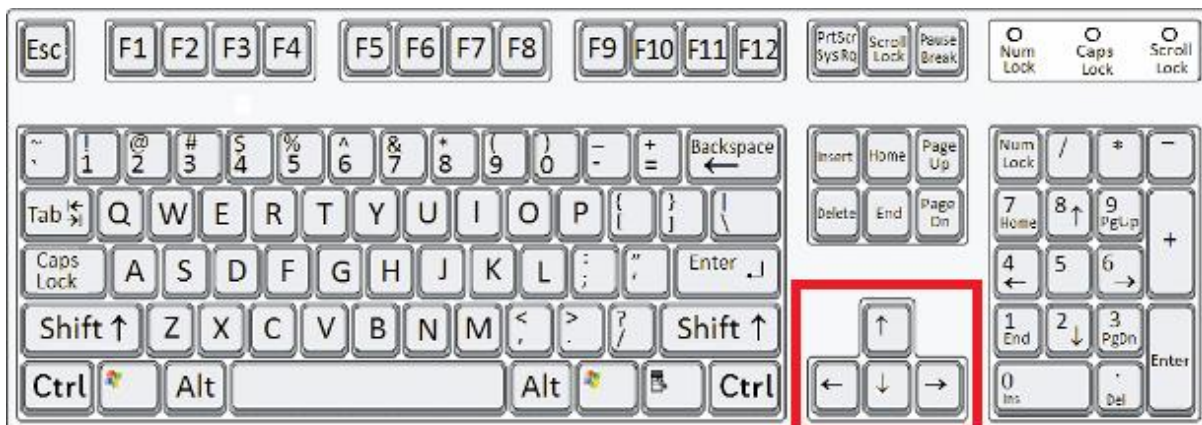 Esc F1 F2 F3 F4 F5 F6 F7 F8 F9 F10 F11 F12 PrtScr SysRq Scroll Lock Pause Break Num Lock Caps Lock Scroll Lock
~ ` ! 1 @ 2 # 3 $ 4 % 5 ^ 6 & 7 * 8 ( 9 ) 0 _ - + = Backspace ← Insert Home Page Up Num Lock / * -
Tab Q W E R T Y U I O P { [ } ] | \ Delete End Page Dn 7 Home 8 ↑ 9 PgUp +
Caps Lock A S D F G H J K L : ; " ' Enter 4 ← 5 6 →
Shift ↑ Z X C V B N M < , > . ? / Shift ↑ ↑ 1 End 2 ↓ 3 PgDn Enter
Ctrl Alt Alt Ctrl ← ↓ → 0 Ins . Del